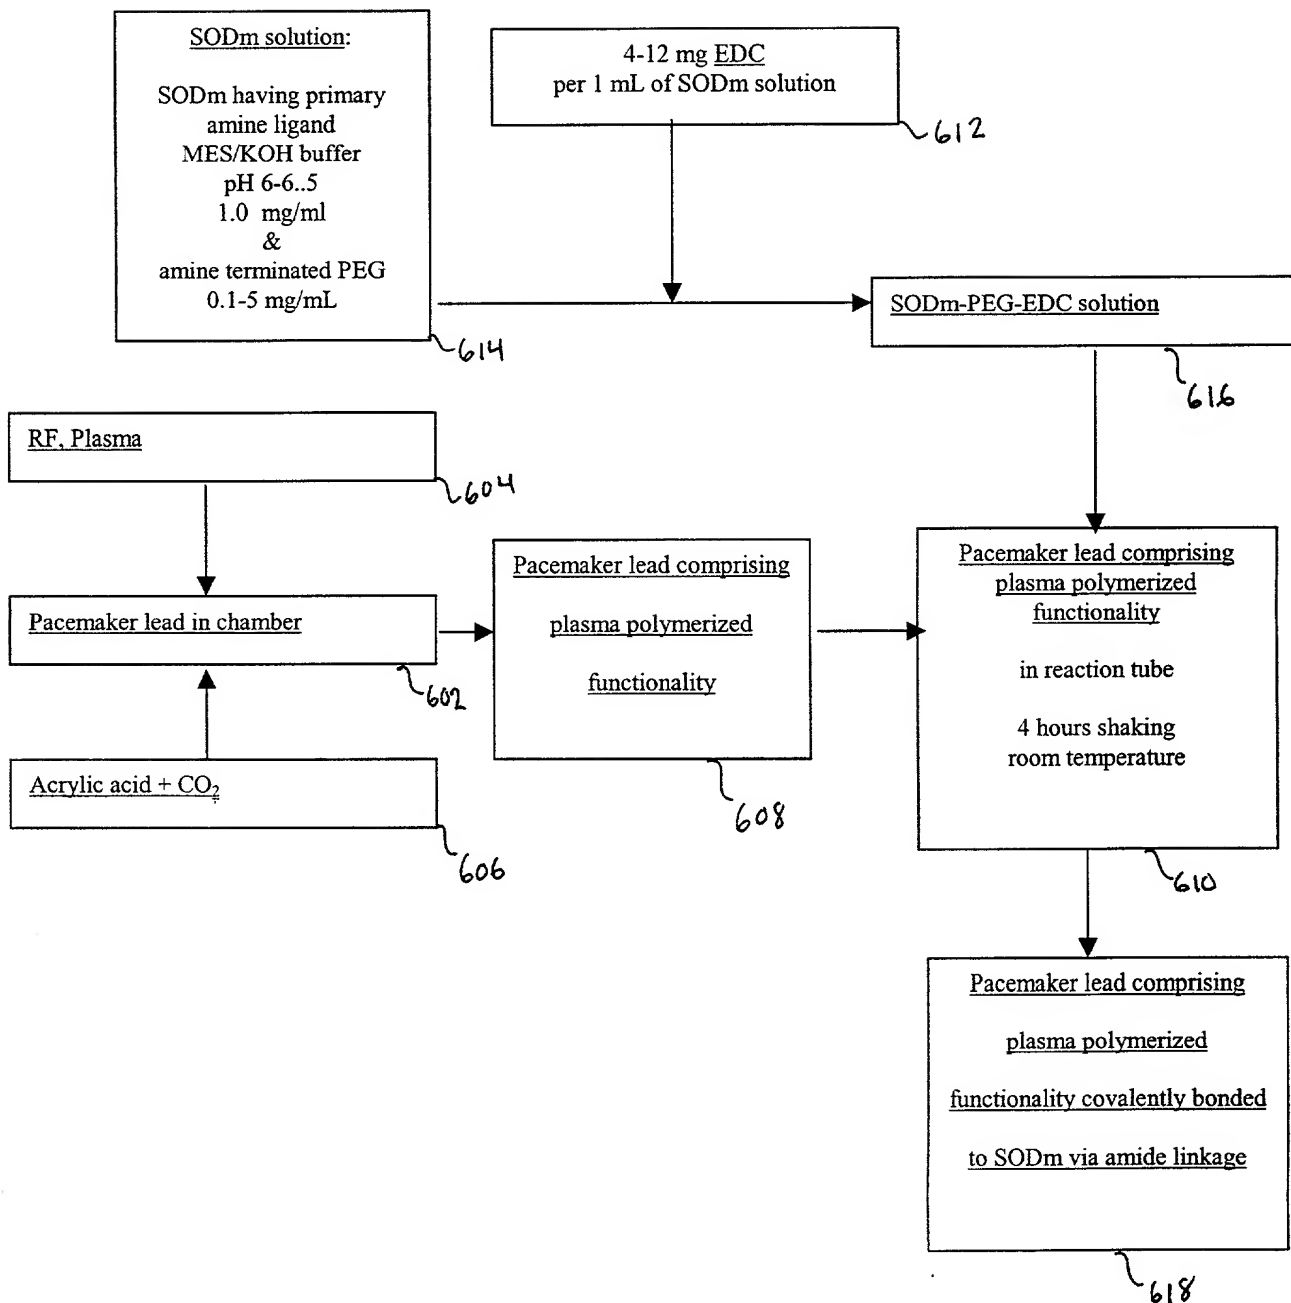 SODm solution:
SODm having primary
amine ligand
MES/KOH buffer
pH 6-6..5
1.0 mg/ml
&
amine terminated PEG
0.1-5 mg/mL
614
4-12 mg EDC
per 1 mL of SODm solution
612
SODm-PEG-EDC solution
616
RF, Plasma
604
Pacemaker lead in chamber
602
Acrylic acid + CO₂
606
Pacemaker lead comprising
plasma polymerized
functionality
608
Pacemaker lead comprising
plasma polymerized
functionality
in reaction tube
4 hours shaking
room temperature
610
Pacemaker lead comprising
plasma polymerized
functionality covalently bonded
to SODm via amide linkage
618